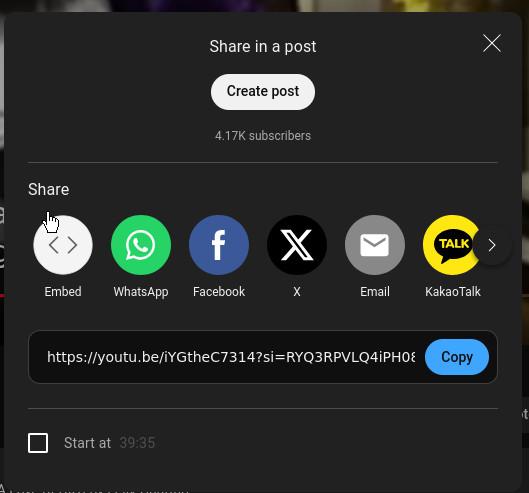 Share in a post
Create post
4.17K subscribers
Share
Embed
WhatsApp
Facebook
X
Email
TALK
KakaoTalk
https://youtu.be/iYGtheC7314?si=RYQ3RPVLQ4iPH08
Copy
Start at 39:35